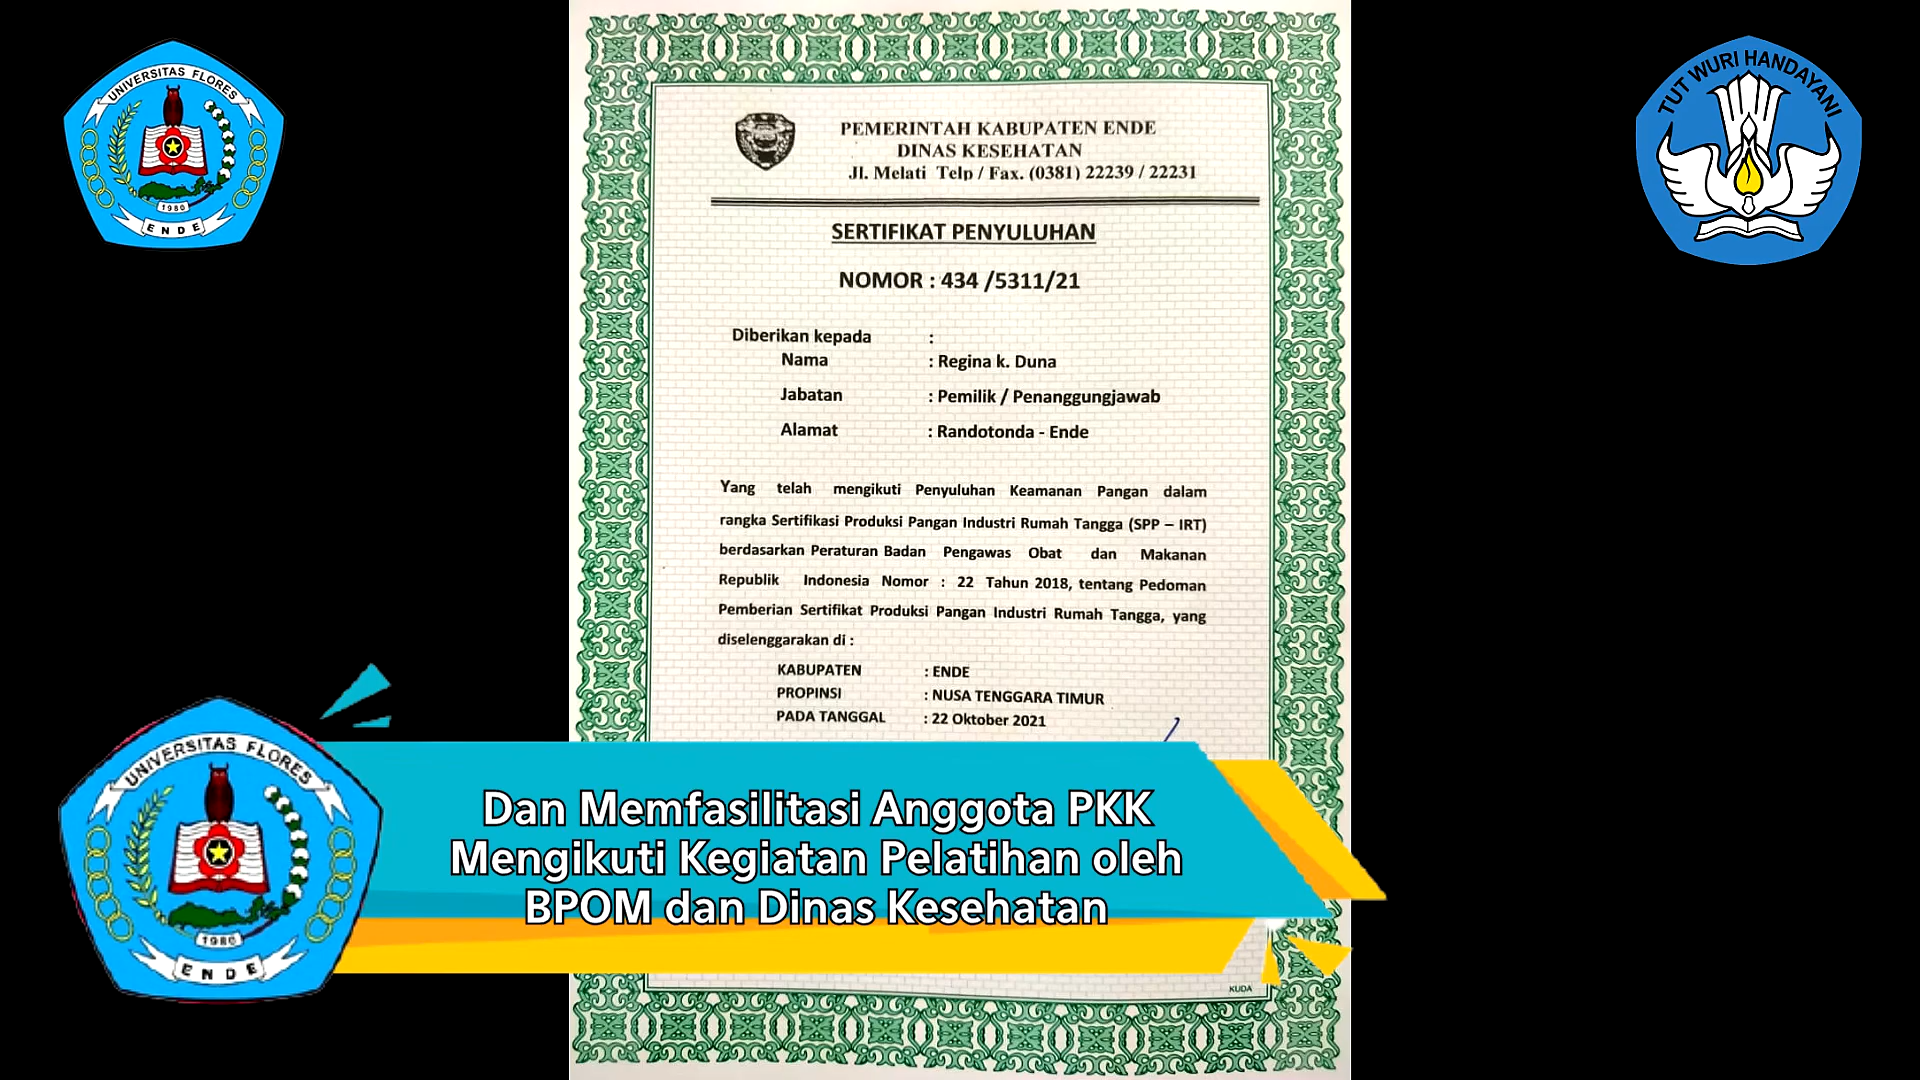 UNIVERSITAS FLORES
1980
ENDE
TUT WURI HANDAYANI
PEMERINTAH KABUPATEN ENDE
DINAS KESEHATAN
Jl. Melati Telp / Fax. (0381) 22239 / 22231
SERTIFIKAT PENYULUHAN
NOMOR : 434 /5311/21
Diberikan kepada :
Nama : Regina k. Duna
Jabatan : Pemilik / Penanggungjawab
Alamat : Randotonda - Ende
Yang telah mengikuti Penyuluhan Keamanan Pangan dalam
rangka Sertifikasi Produksi Pangan Industri Rumah Tangga (SPP – IRT)
berdasarkan Peraturan Badan Pengawas Obat dan Makanan
Republik Indonesia Nomor : 22 Tahun 2018, tentang Pedoman
Pemberian Sertifikat Produksi Pangan Industri Rumah Tangga, yang
diselenggarakan di :
KABUPATEN : ENDE
PROPINSI : NUSA TENGGARA TIMUR
PADA TANGGAL : 22 Oktober 2021
UNIVERSITAS FLORES
1980
ENDE
Dan Memfasilitasi Anggota PKK
Mengikuti Kegiatan Pelatihan oleh
BPOM dan Dinas Kesehatan
KUDA